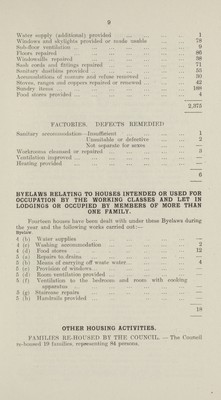 9
Water supply (additional) provided ... ... ... ... 1
Windows and skylights provided or made usable ... ... 79
Sub-floor ventilation ... ... ... ... ... ... 9
Floors repaired ... ... ... ... ... ... 86
Windowsills repaired ... ... ... ... ... ... 39
Sash cords and fittings repaired ... ... ... ... 71
Sanitary dustbins provided ... ... ... ... ... 53
Accumulations of manure and refuse removed ... ... ... 30
Stoves, ranges and coppers repaired or renewed ... ... 42
Sundry items ... ... ... ... ... ... 198
Food stores provided ... ... ... ... ... ... 4
2,373
FACTORIES. DEFECTS REMEDIED
Sanitary accommodation—Insufficient ... ... ... ... 1
Unsuitable or defective ... ... 2
Not separate for sexes ... ... —
Workrooms cleansed or repaired ... ... ... ... 3
Ventilation improved ... ... ... ... ... ... —
Heating provided ... ... ... ... ... ... —
6
BYELAWS RELATING TO HOUSES INTENDED OR USED FOR
OCCUPATION BY THE WORKING CLASSES AND LET IN
LODGINGS OR OCCUPIED BY MEMBERS OF MORE THAN
ONE FAMILY.
Fourteen houses have been dealt with under these Byelaws during
the year and the following works carried out:—
Byelaw.
4 (b) Water supplies ... ... ... ... ... —
4 (c) Washing accommodation ... ... ... ... 2
4 (d) Food stores ... ... ... ... ... 12
5 (a) Repairs to drains ... ... ... ... ... —
5 (b) Means of carrying off waste water ... ... ... 4
5 (c) Provision of windows ... ... ... ... —
5 (d) Room ventilation provided ... ... ... ... —
5 (f) Ventilation to the bedroom and room with cooking
apparatus ... ... ... ... ... —
5 (g) Staircase repairs ... ... ... ... ... —
5 (h) Handrails provided ... ... ... ... ... —
18
OTHER HOUSING ACTIVITIES.
FAMILIES RE-HOUSED BY THE COUNCIL. — The Council
re-housed 19 families, representing 84 persons.